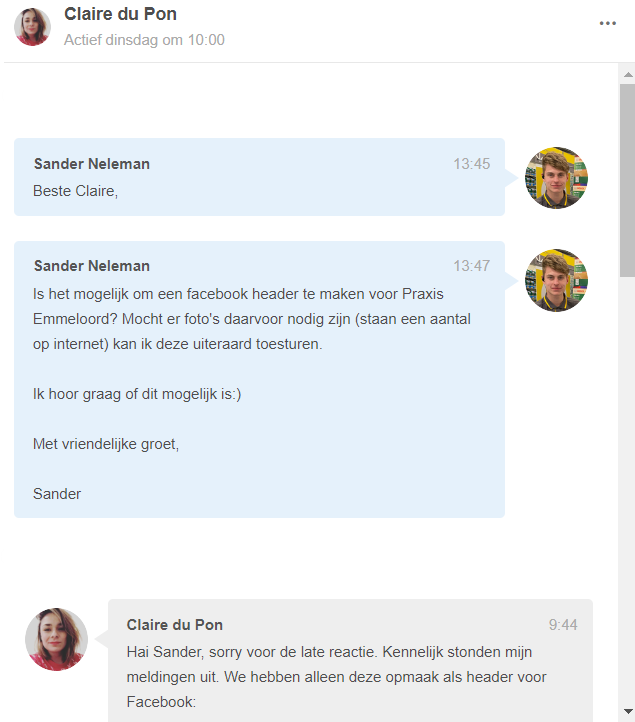 Claire du Pon
Actief dinsdag om 10:00
Sander Neleman 13:45
Beste Claire,
Sander Neleman 13:47
Is het mogelijk om een facebook header te maken voor Praxis
Emmeloord? Mocht er foto's daarvoor nodig zijn (staan een aantal
op internet) kan ik deze uiteraard toesturen.
Ik hoor graag of dit mogelijk is:)
Met vriendelijke groet,
Sander
Claire du Pon 9:44
Hai Sander, sorry voor de late reactie. Kennelijk stonden mijn
meldingen uit. We hebben alleen deze opmaak als header voor
Facebook: